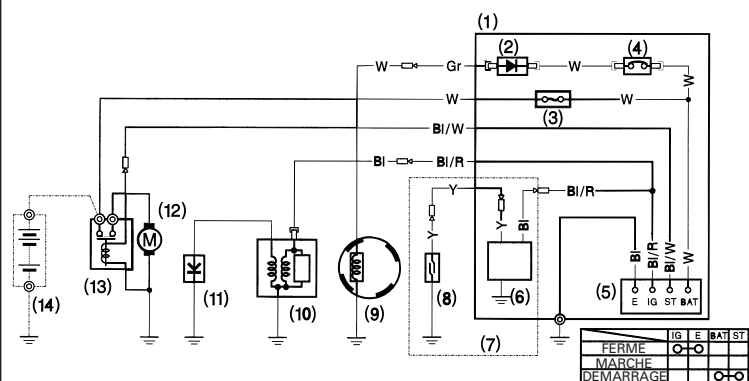 (1)
(2)
(4)
W
Gr
W
W
W
W
(3)
Bl/W
Bl
Bl/R
Y
Bl/R
(12)
Y
Y
Bl
Bl
Bl/R
Bl/W
W
M
(5)
E IG ST BAT
(14)
(13)
(11)
(10)
(9)
(8)
(6)
(7)
IG E BAT ST
FERME
MARCHE
DEMARRAGE